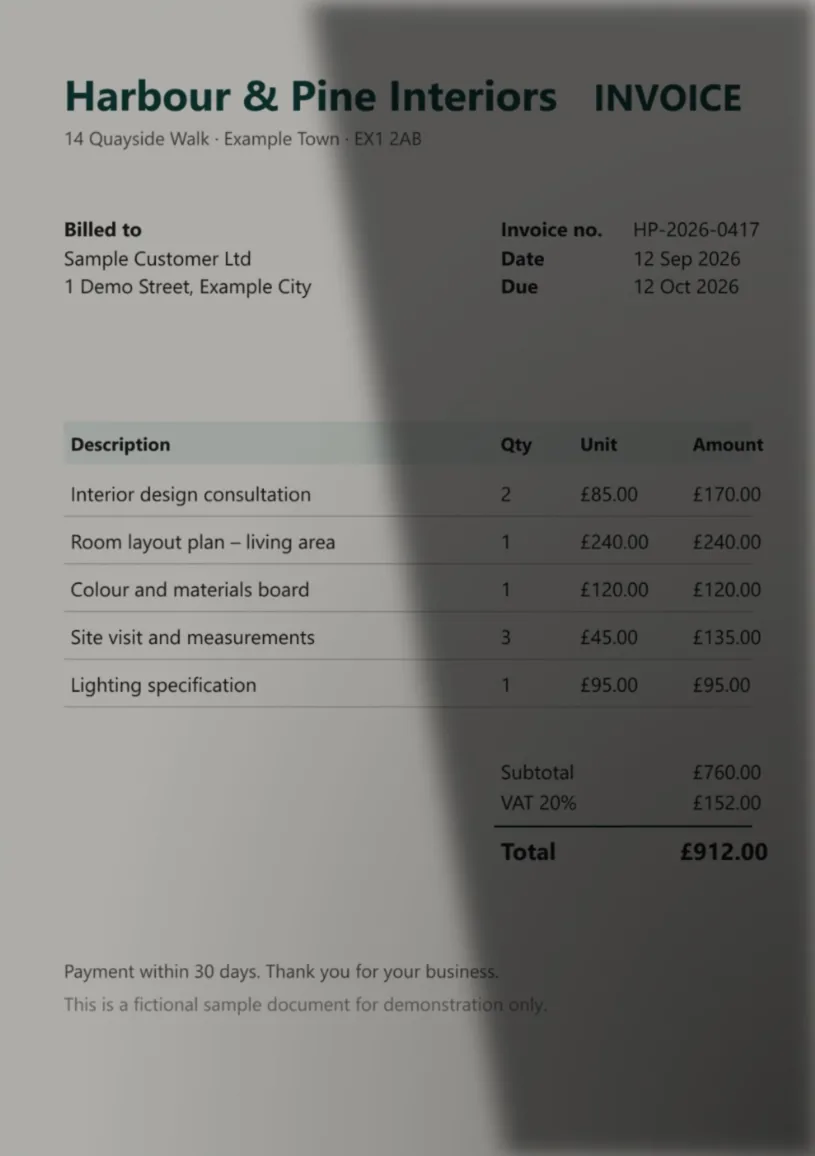 Harbour & Pine Interiors INVOICE
14 Quayside Walk · Example Town · EX1 2AB
Billed to
Sample Customer Ltd
1 Demo Street, Example City
Invoice no. HP-2026-0417
Date 12 Sep 2026
Due 12 Oct 2026
Description Qty Unit Amount
Interior design consultation 2 £85.00 £170.00
Room layout plan – living area 1 £240.00 £240.00
Colour and materials board 1 £120.00 £120.00
Site visit and measurements 3 £45.00 £135.00
Lighting specification 1 £95.00 £95.00
Subtotal £760.00
VAT 20% £152.00
Total £912.00
Payment within 30 days. Thank you for your business.
This is a fictional sample document for demonstration only.